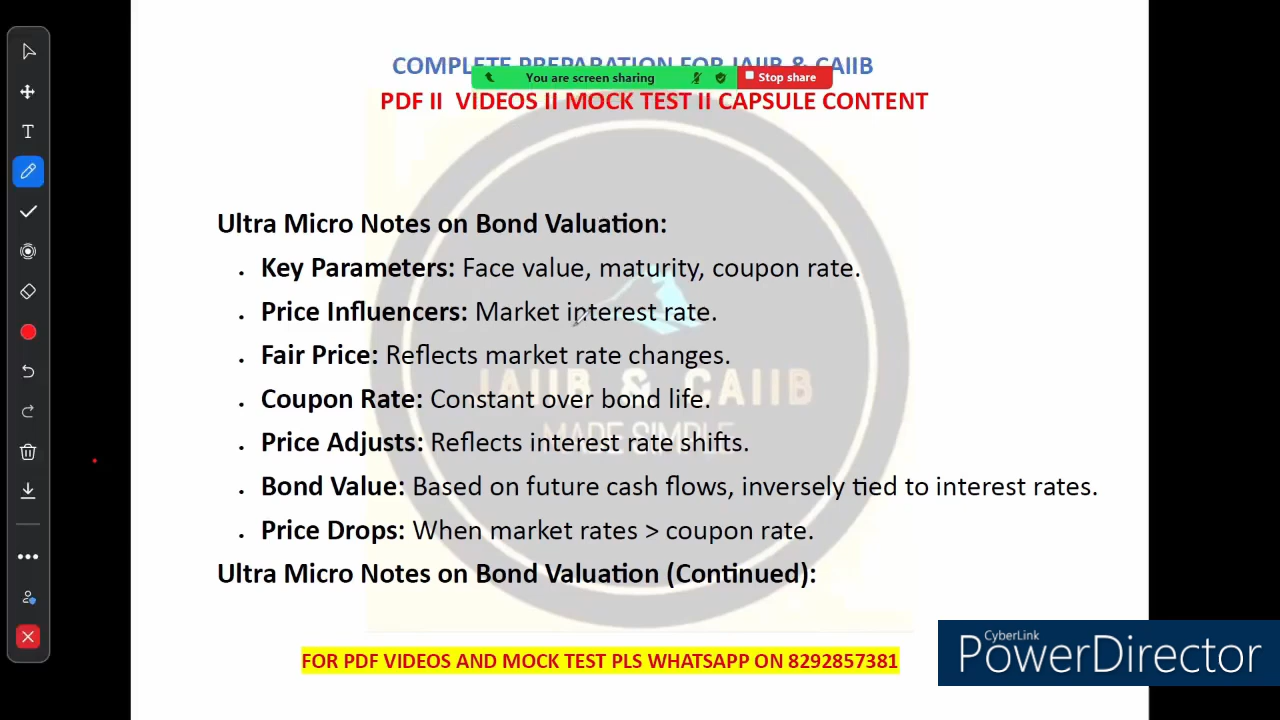 COMPLETE PREPARATION FOR JAIIB & CAIIB
You are screen sharing
Stop share
PDF II VIDEOS II MOCK TEST II CAPSULE CONTENT
Ultra Micro Notes on Bond Valuation:
• Key Parameters: Face value, maturity, coupon rate.
• Price Influencers: Market interest rate.
• Fair Price: Reflects market rate changes.
• Coupon Rate: Constant over bond life.
• Price Adjusts: Reflects interest rate shifts.
• Bond Value: Based on future cash flows, inversely tied to interest rates.
• Price Drops: When market rates > coupon rate.
Ultra Micro Notes on Bond Valuation (Continued):
JAIIB & CAIIB
MADE SIMPLE
FOR PDF VIDEOS AND MOCK TEST PLS WHATSAPP ON 8292857381
CyberLink
PowerDirector
T